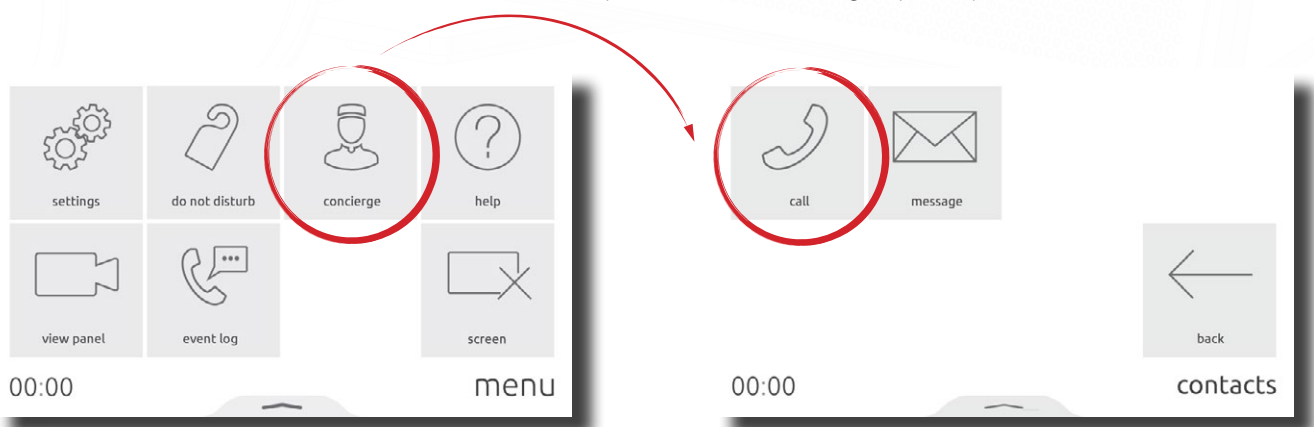 settings
do not disturb
concierge
help
view panel
event log
screen
00:00
menu
call
message
back
00:00
contacts